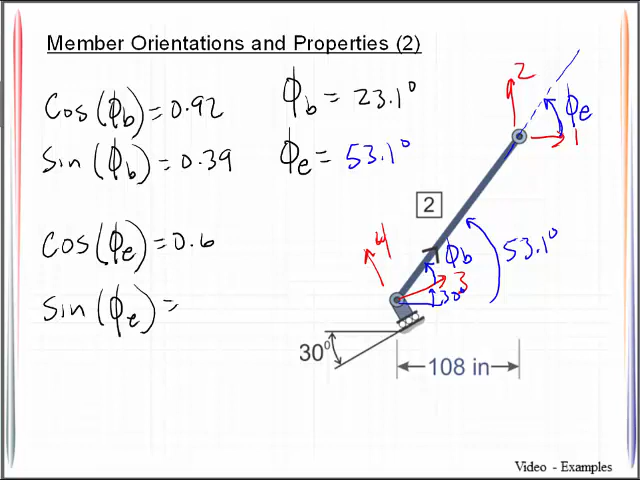 Member Orientations and Properties (2)
Cos(ϕb) = 0.92
ϕb = 23.1°
Sin(ϕb) = 0.39
ϕe = 53.1°
Cos(ϕe) = 0.6
Sin(ϕe) =
2
ϕe
1
2
4
ϕb
3
53.1°
30°
30°
108 in
Video - Examples